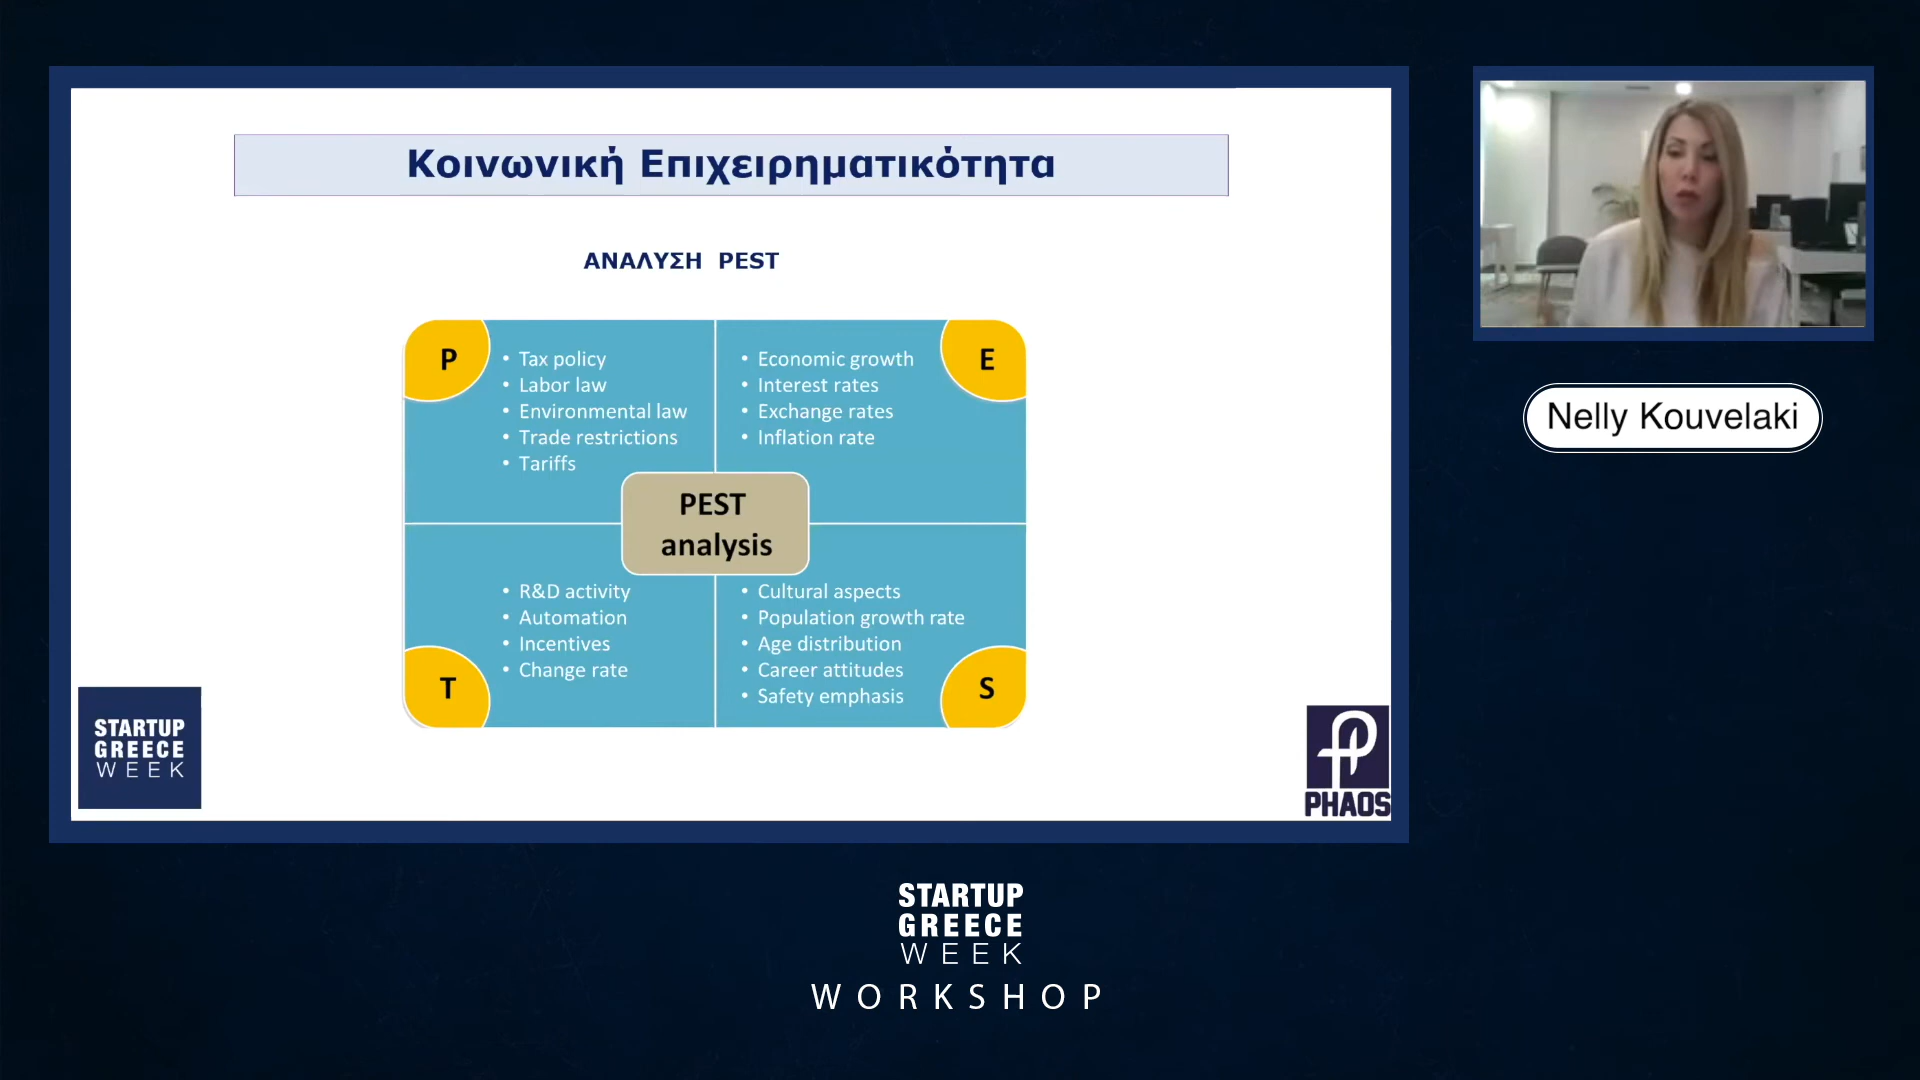 Κοινωνική Επιχειρηματικότητα
ΑΝΑΛΥΣΗ PEST
P
• Tax policy
• Labor law
• Environmental law
• Trade restrictions
• Tariffs
E
• Economic growth
• Interest rates
• Exchange rates
• Inflation rate
PEST
analysis
T
• R&D activity
• Automation
• Incentives
• Change rate
S
• Cultural aspects
• Population growth rate
• Age distribution
• Career attitudes
• Safety emphasis
STARTUP
GREECE
WEEK
PHAOS
Nelly Kouvelaki
STARTUP
GREECE
WEEK
WORKSHOP